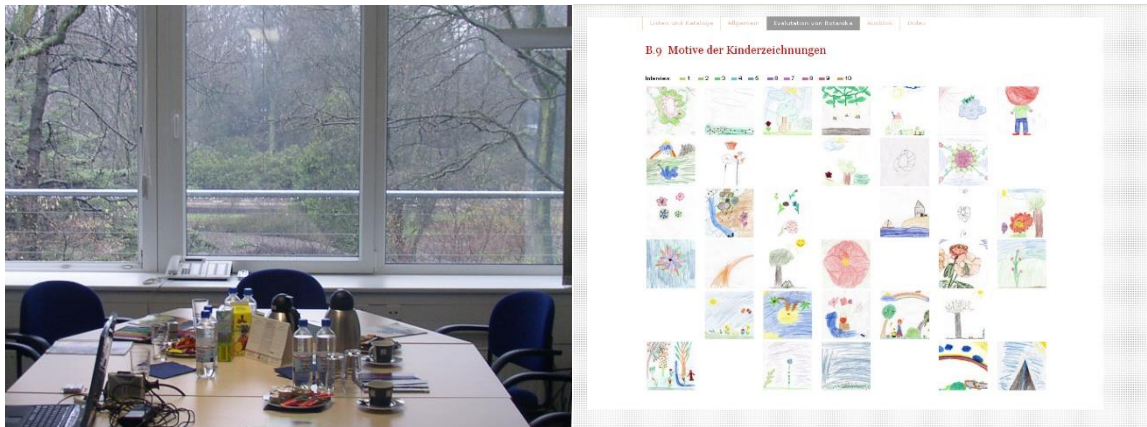 Listen und Kataloge Allgemein Evalutation von Botanika Ausblick Index
B.9 Motive der Kinderzeichnungen
Interview: 1 2 3 4 5 6 7 8 9 10